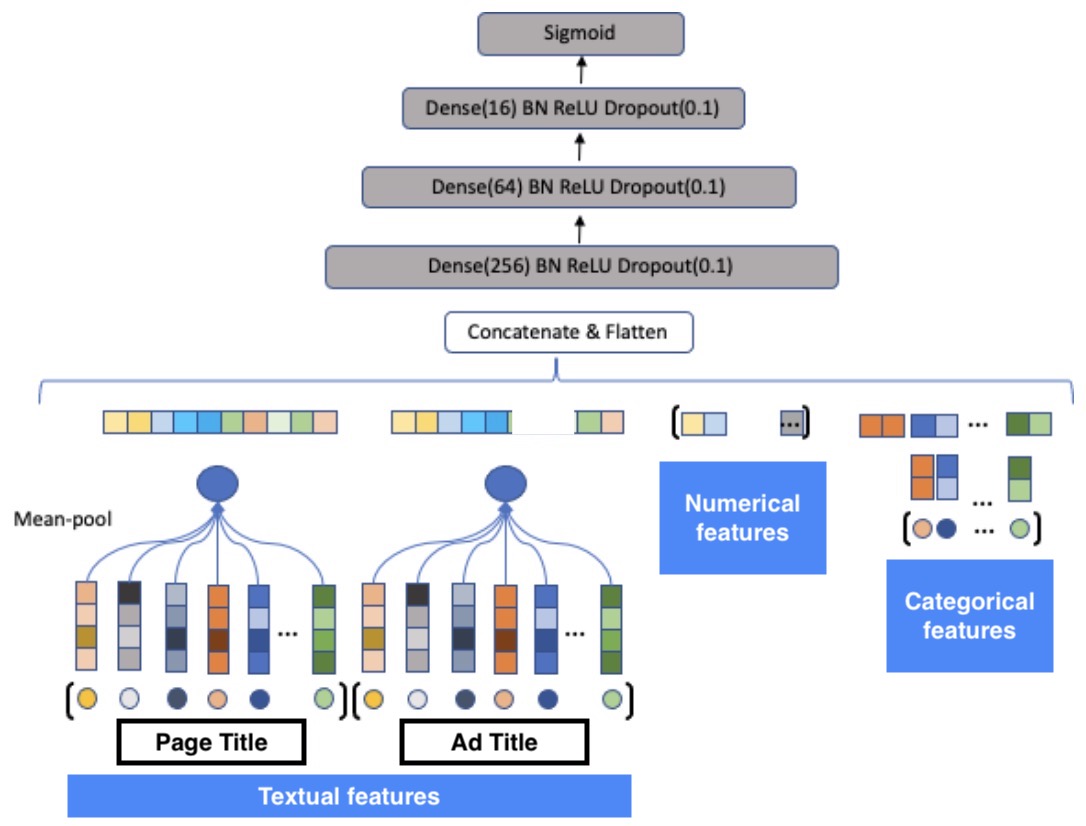 Sigmoid
Dense(16) BN ReLU Dropout(0.1)
Dense(64) BN ReLU Dropout(0.1)
Dense(256) BN ReLU Dropout(0.1)
Concatenate & Flatten
...
...
Numerical
features
...
Mean-pool
...
Categorical
features
...
...
Page Title
Ad Title
Textual features